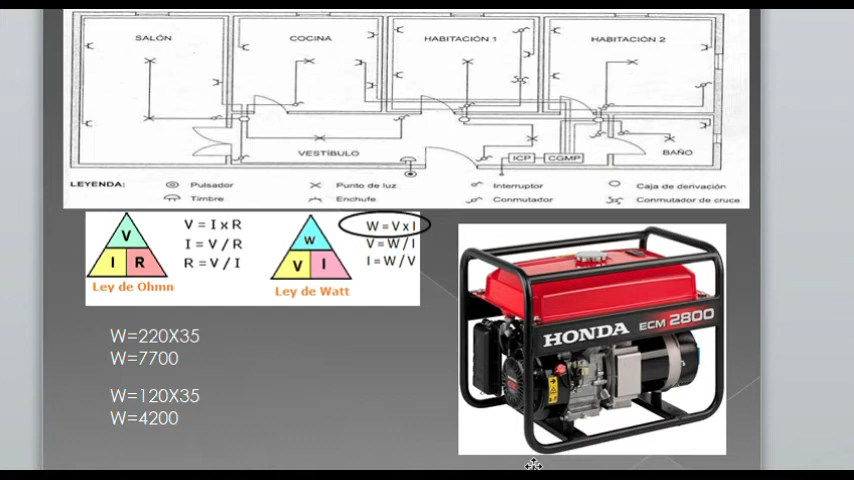 SALÓN
COCINA
HABITACIÓN 1
HABITACIÓN 2
VESTÍBULO
ICP
CGMP
BAÑO
LEYENDA:
Pulsador
Punto de luz
Interruptor
Caja de derivación
Timbre
Enchufe
Conmutador
Conmutador de cruce
V
I
R
V = I x R
I = V / R
R = V / I
Ley de Ohmn
W
V
I
W = V x I
V = W / I
I = W / V
Ley de Watt
W=220X35
W=7700
W=120X35
W=4200
HONDA ECM 2800